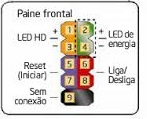 Paine frontal
LED HD
+
1
2
+
LED de
energia
-
3
4
-
Reset
(Iniciar)
5
6
7
8
Liga/
Desliga
Sem
conexão
9